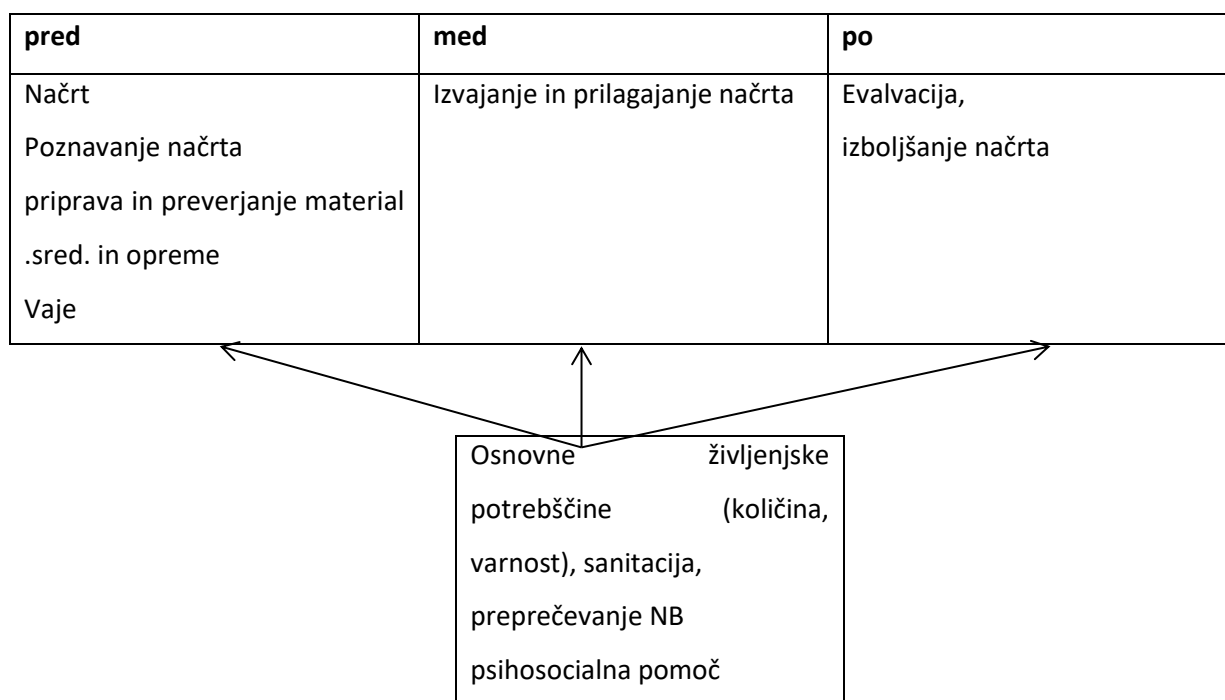 pred
med
po
Načrt
Poznavanje načrta
priprava in preverjanje material
.sred. in opreme
Vaje
Izvajanje in prilagajanje načrta
Evalvacija,
izboljšanje načrta
Osnovne življenjske
potrebščine (količina,
varnost), sanitacija,
preprečevanje NB
psihosocialna pomoč